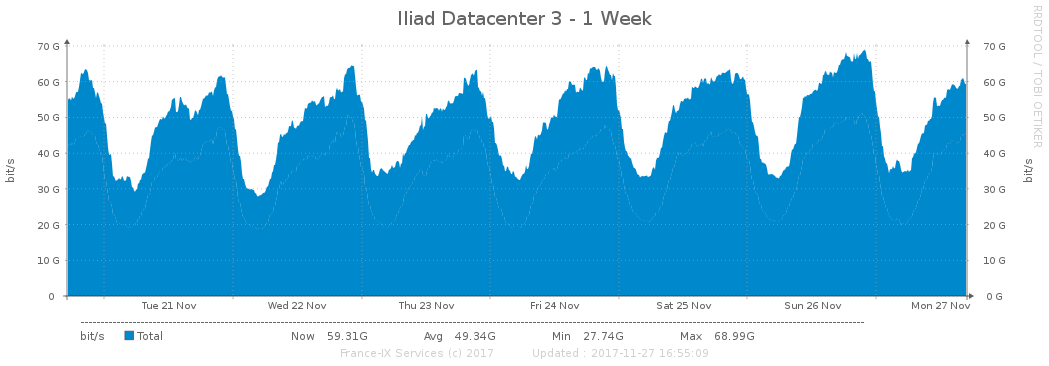 Iliad Datacenter 3 - 1 Week
RRDTOOL / TOBI OETIKER
bit/s
70 G
60 G
50 G
40 G
30 G
20 G
10 G
0
70 G
60 G
50 G
40 G
30 G
20 G
10 G
0 G
bit/s
Tue 21 Nov Wed 22 Nov Thu 23 Nov Fri 24 Nov Sat 25 Nov Sun 26 Nov Mon 27 Nov
bit/s Total Now 59.31G Avg 49.34G Min 27.74G Max 68.99G
France-IX Services (c) 2017 Updated : 2017-11-27 16:55:09